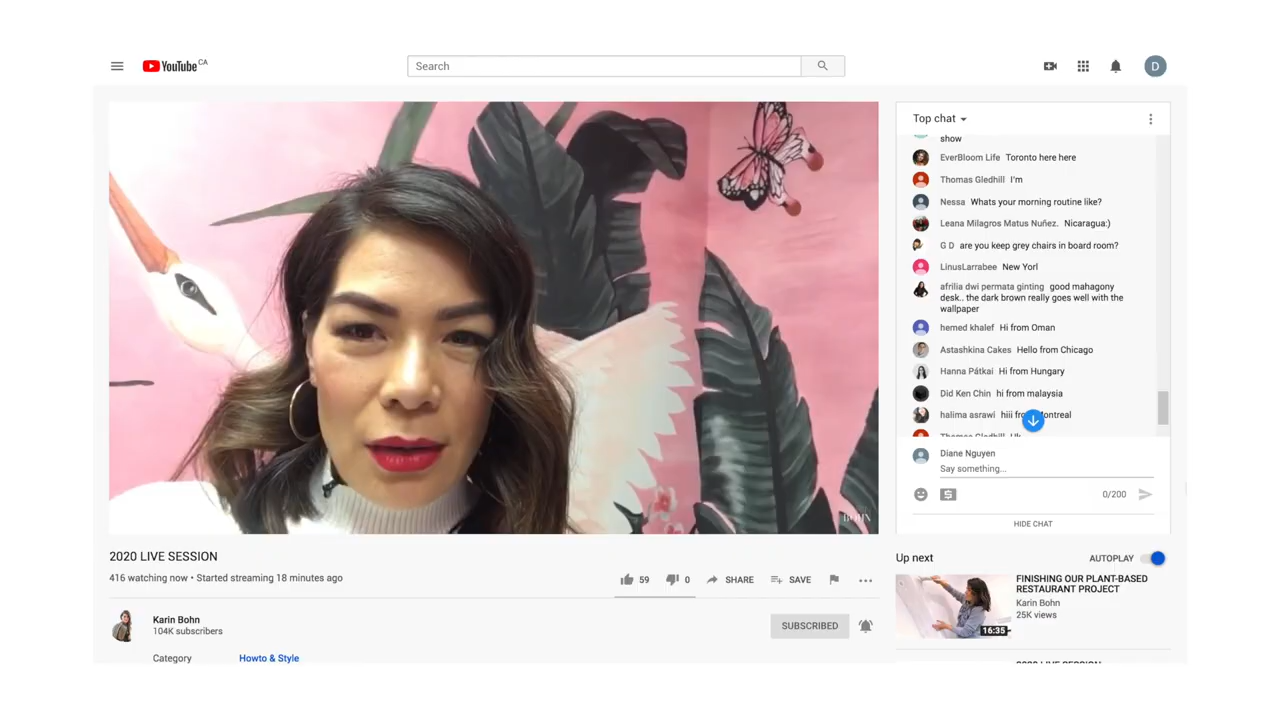 YouTube CA
Search
D
Top chat
show
EverBloom Life Toronto here here
Thomas Gledhill I'm
Nessa Whats your morning routine like?
Leana Milagros Matus Nuñez. Nicaragua:)
G D are you keep grey chairs in board room?
LinusLarrabee New Yorl
afrilia dwi permata ginting good mahagony
desk.. the dark brown really goes well with the
wallpaper
hemed khalef Hi from Oman
Astashkina Cakes Hello from Chicago
Hanna Pátkai Hi from Hungary
Did Ken Chin hi from malaysia
halima asrawi hiii
Thomas Gledhill
Diane Nguyen
Say something...
0/200
HIDE CHAT
BOHN
2020 LIVE SESSION
416 watching now • Started streaming 18 minutes ago
59 0 SHARE SAVE
Karin Bohn
104K subscribers
SUBSCRIBED
Category Howto & Style
Up next AUTOPLAY
FINISHING OUR PLANT-BASED
RESTAURANT PROJECT
Karin Bohn
25K views
16:35
2020 LIVE SESSION